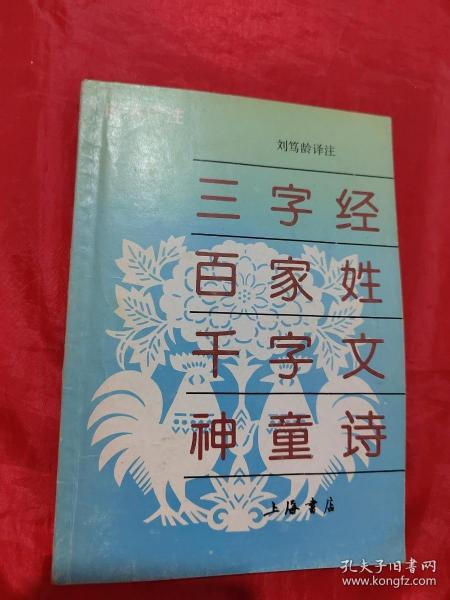 刘笃龄译注
三字经
百家姓
千字文
神童诗
上海书店
孔夫子旧书网
www.kongfz.com